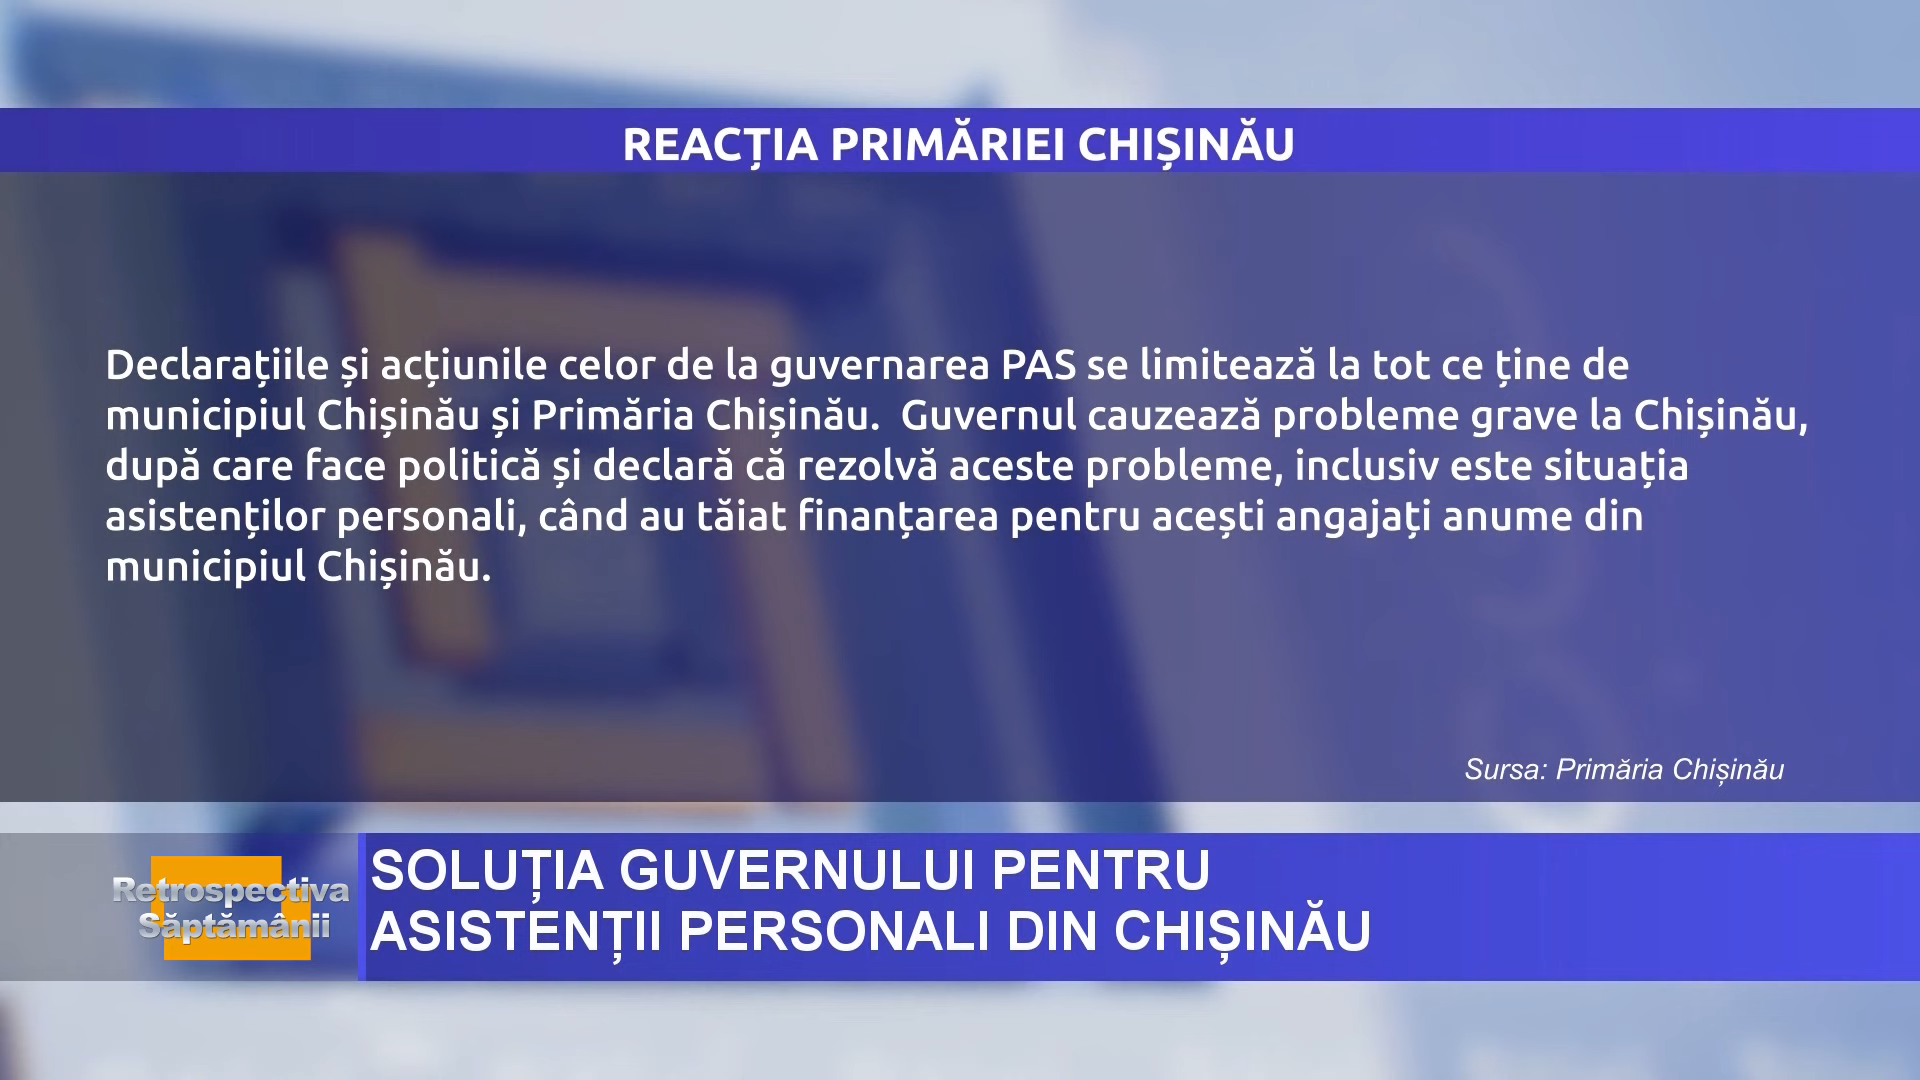 REACȚIA PRIMĂRIEI CHIȘINĂU
Declarațiile și acțiunile celor de la guvernarea PAS se limitează la tot ce ține de
municipiul Chișinău și Primăria Chișinău.  Guvernul cauzează probleme grave la Chișinău,
după care face politică și declară că rezolvă aceste probleme, inclusiv este situația
asistenților personali, când au tăiat finanțarea pentru acești angajați anume din
municipiul Chișinău.
Sursa: Primăria Chișinău
Retrospectiva
Săptămânii
SOLUȚIA GUVERNULUI PENTRU
ASISTENȚII PERSONALI DIN CHIȘINĂU